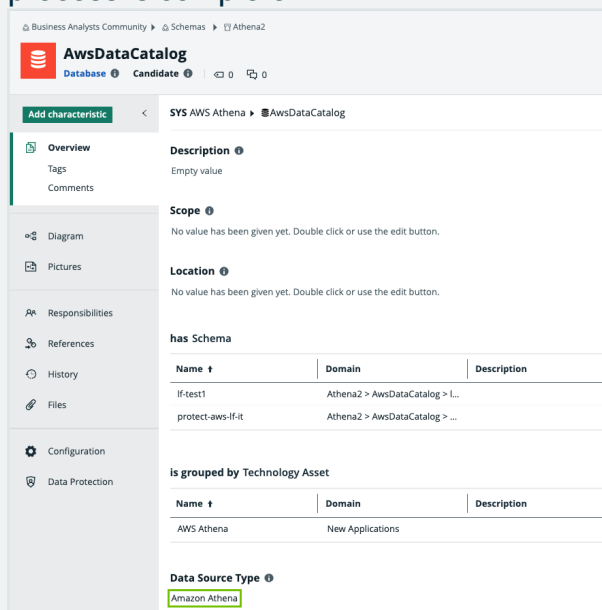 Business Analysts Community Schemas Athena2
AwsDataCatalog
Database Candidate 0 0
Add characteristic
Overview
Tags
Comments
Diagram
Pictures
Responsibilities
References
History
Files
Configuration
Data Protection
SYS AWS Athena AwsDataCatalog
Description
Empty value
Scope
No value has been given yet. Double click or use the edit button.
Location
No value has been given yet. Double click or use the edit button.
has Schema
Name Domain Description
lf-test1 Athena2 > AwsDataCatalog > l...
protect-aws-lf-it Athena2 > AwsDataCatalog > ...
is grouped by Technology Asset
Name Domain Description
AWS Athena New Applications
Data Source Type
Amazon Athena